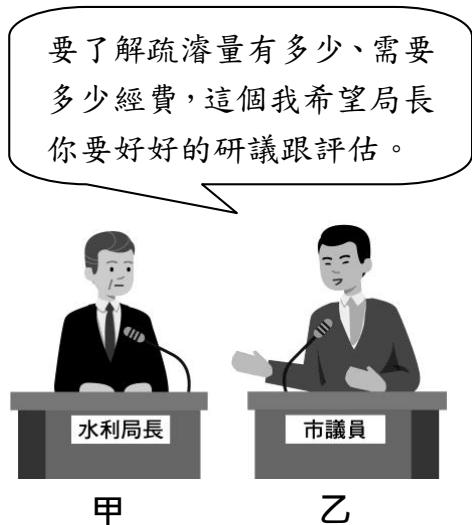 要了解疏濬量有多少、需要
多少經費，這個我希望局長
你要好好的研議跟評估。
水利局長
市議員
甲
乙